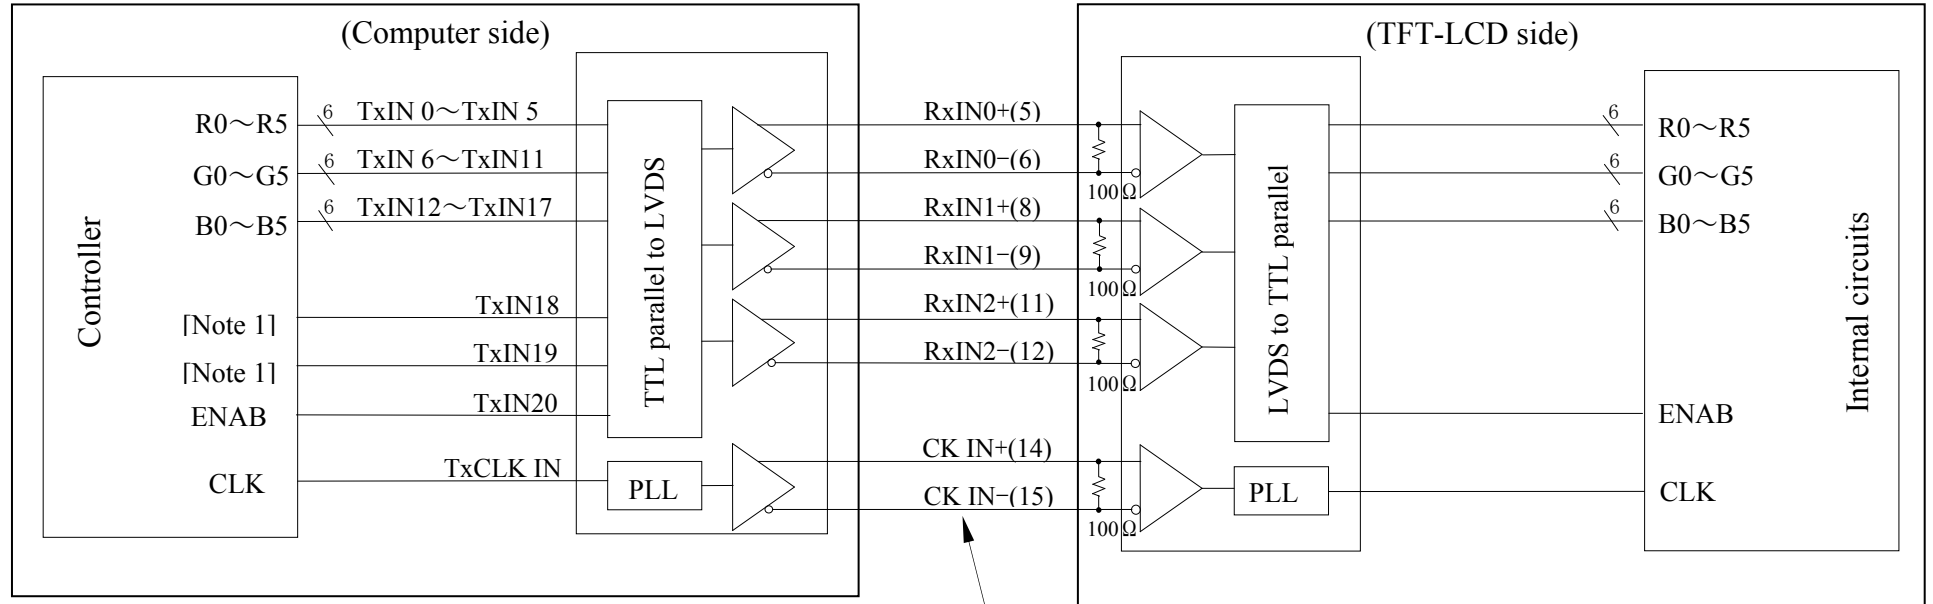 (Computer side)
(TFT-LCD side)
Controller
R0～R5
G0～G5
B0～B5
[Note 1]
[Note 1]
ENAB
CLK
6
TxIN 0～TxIN 5
6
TxIN 6～TxIN11
6
TxIN12～TxIN17
TxIN18
TxIN19
TxIN20
TxCLK IN
TTL parallel to LVDS
PLL
RxIN0+(5)
RxIN0−(6)
RxIN1+(8)
RxIN1−(9)
RxIN2+(11)
RxIN2−(12)
CK IN+(14)
CK IN−(15)
100Ω
100Ω
100Ω
100Ω
LVDS to TTL parallel
PLL
6
6
6
R0～R5
G0～G5
B0～B5
ENAB
CLK
Internal circuits